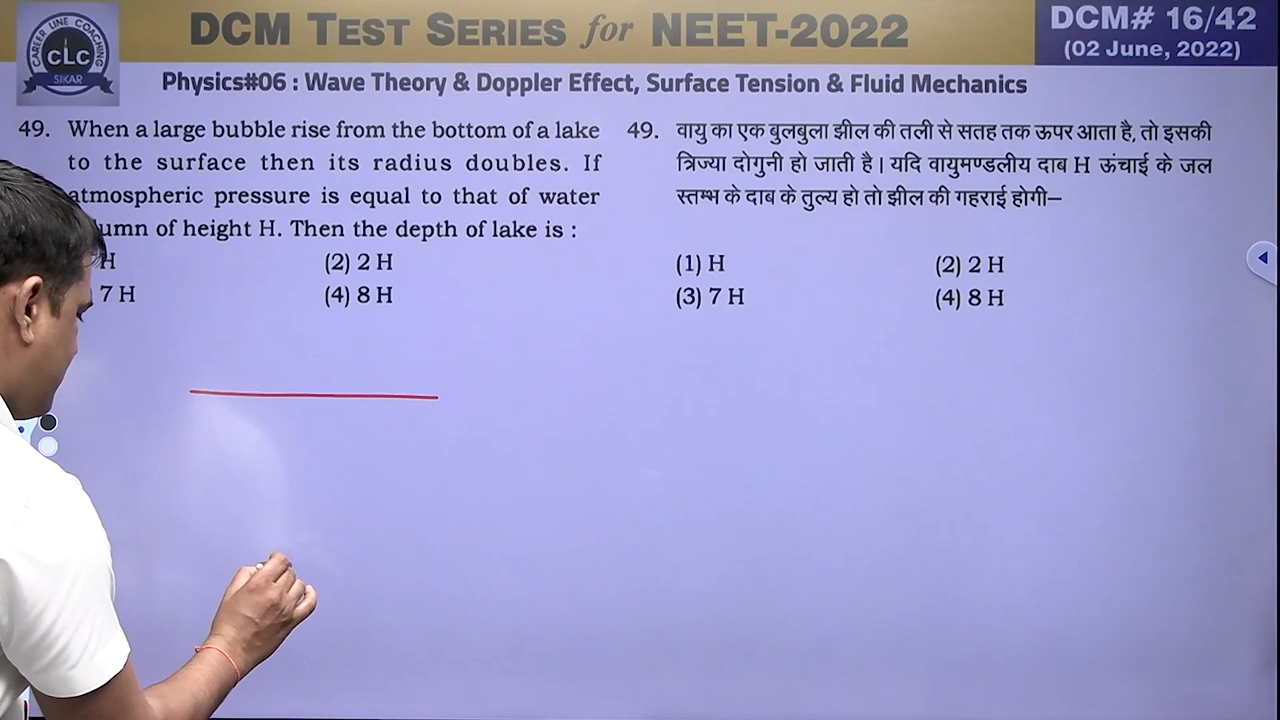 DCM TEST SERIES for NEET-2022
DCM# 16/42
(02 June, 2022)
CAREER LINE COACHING
CLC
SIKAR
Physics#06 : Wave Theory & Doppler Effect, Surface Tension & Fluid Mechanics
49. When a large bubble rise from the bottom of a lake
to the surface then its radius doubles. If
atmospheric pressure is equal to that of water
umn of height H. Then the depth of lake is :
H (2) 2 H
7 H (4) 8 H
49. वायु का एक बुलबुला झील की तली से सतह तक ऊपर आता है, तो इसकी
त्रिज्या दोगुनी हो जाती है। यदि वायुमण्डलीय दाब H ऊंचाई के जल
स्तम्भ के दाब के तुल्य हो तो झील की गहराई होगी–
(1) H (2) 2 H
(3) 7 H (4) 8 H